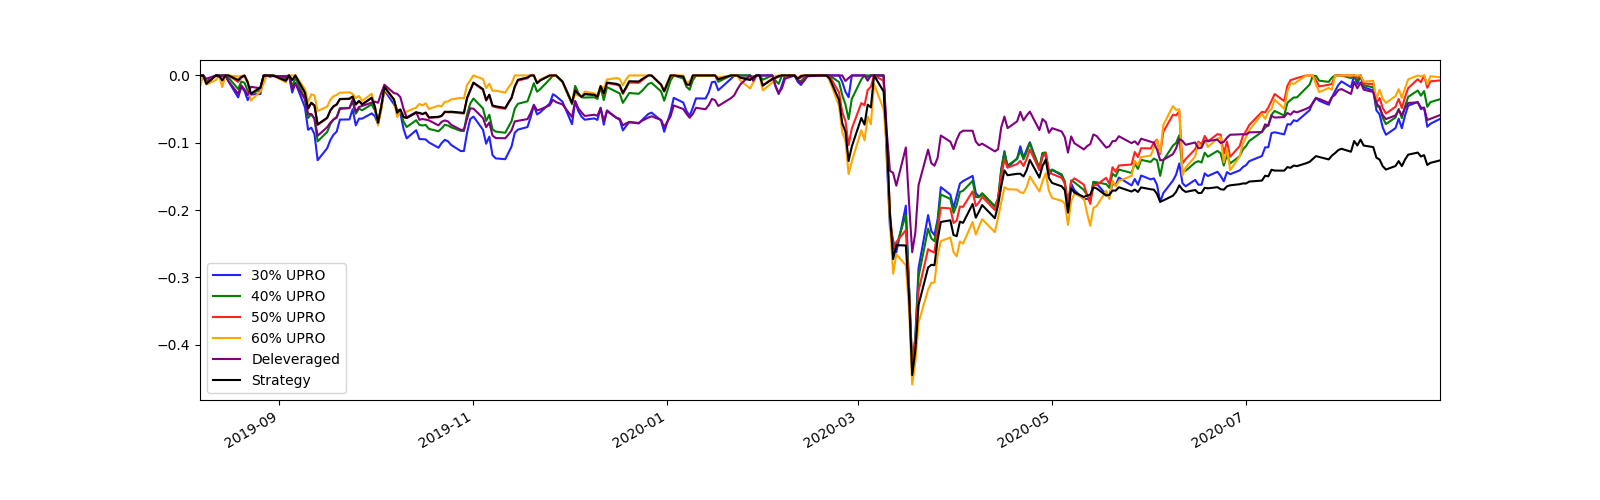 0.0
−0.1
−0.2
−0.3
−0.4
30% UPRO
40% UPRO
50% UPRO
60% UPRO
Deleveraged
Strategy
2019-09
2019-11
2020-01
2020-03
2020-05
2020-07